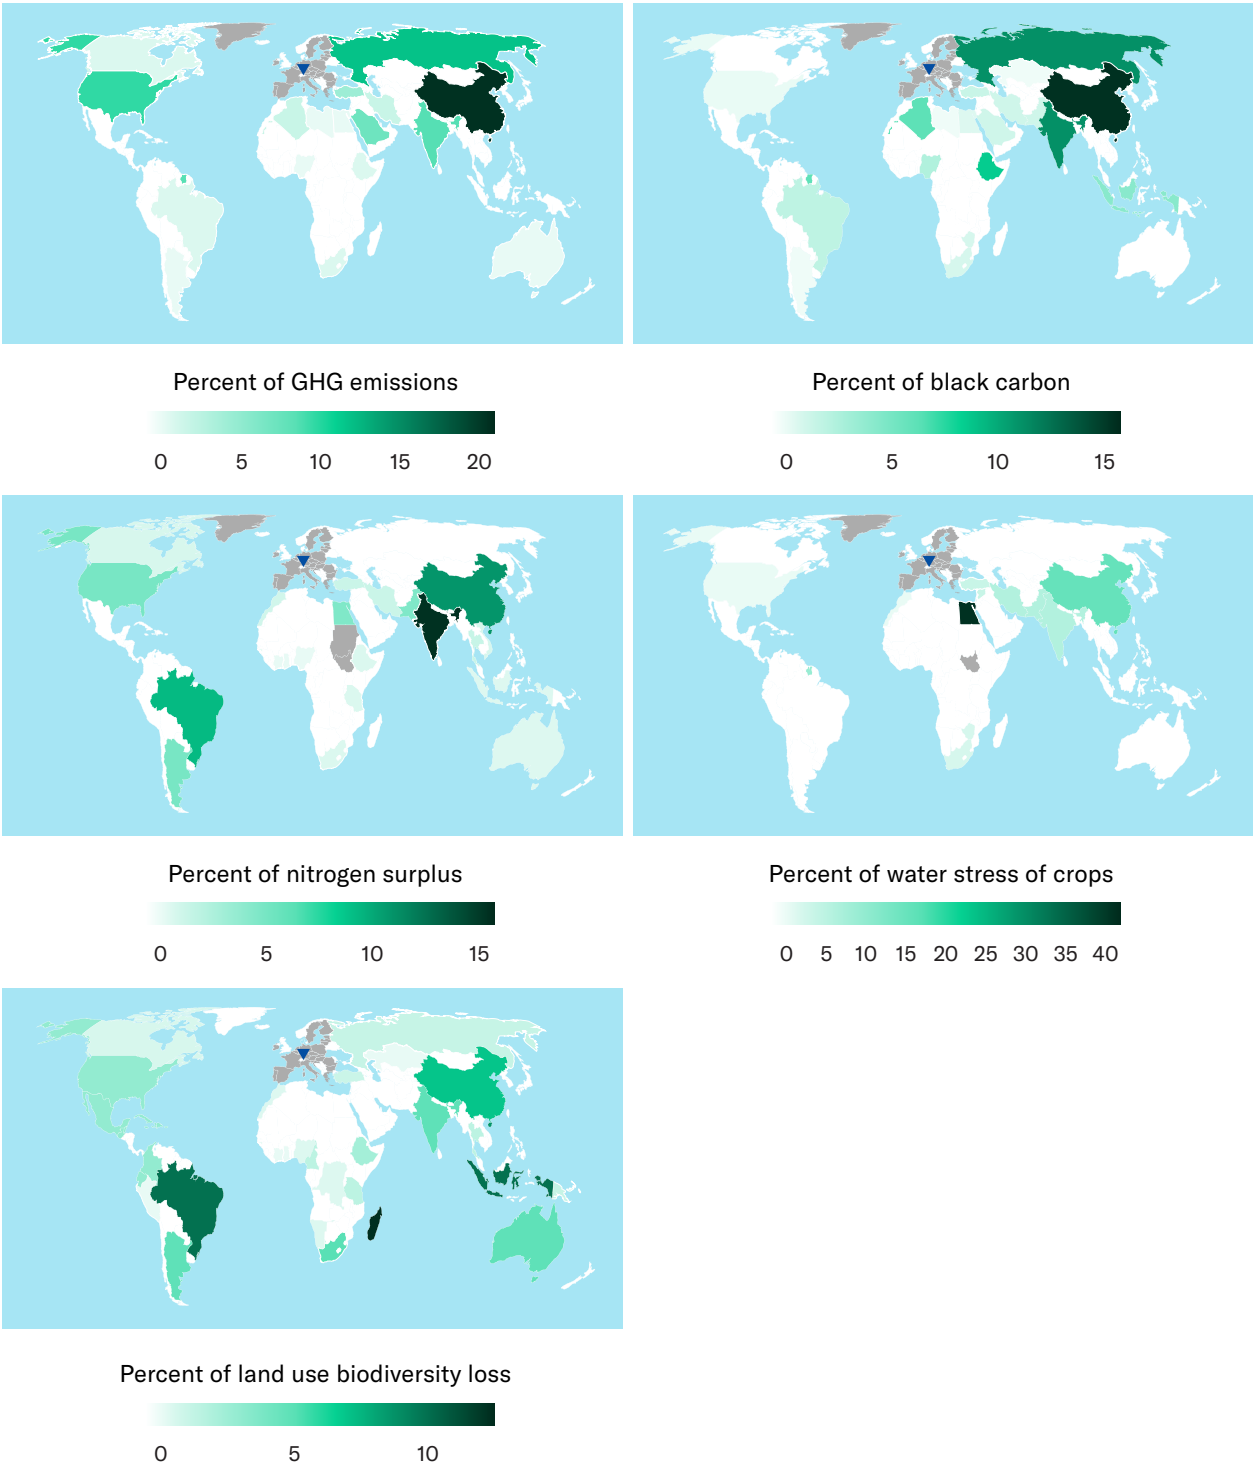 Percent of GHG emissions
0 5 10 15 20
Percent of black carbon
0 5 10 15
Percent of nitrogen surplus
0 5 10 15
Percent of water stress of crops
0 5 10 15 20 25 30 35 40
Percent of land use biodiversity loss
0 5 10